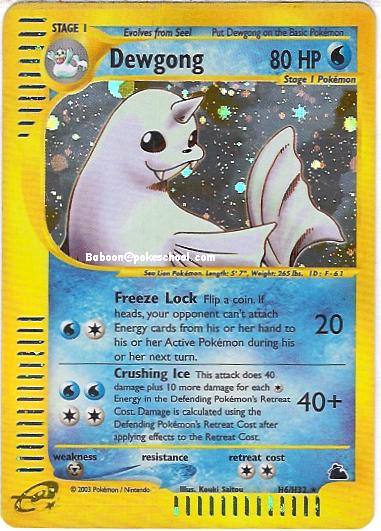 STAGE 1
Evolves from Seel
Put Dewgong on the Basic Pokémon
Dewgong
80 HP
Stage 1 Pokémon
Baboon@pokeschool.com
Sea Lion Pokémon. Length: 5' 7", Weight: 265 lbs. ID: F-61
Freeze Lock Flip a coin. If
heads, your opponent can't attach
Energy cards from his or her hand to
his or her Active Pokémon during his
or her next turn.
20
Crushing Ice This attack does 40
damage plus 10 more damage for each
Energy in the Defending Pokémon's Retreat
Cost. Damage is calculated using the
Defending Pokémon's Retreat Cost after
applying effects to the Retreat Cost.
40+
weakness
resistance
retreat cost
© 2003 Pokémon / Nintendo
Illus. Kouki Saitou
H6/H32
e